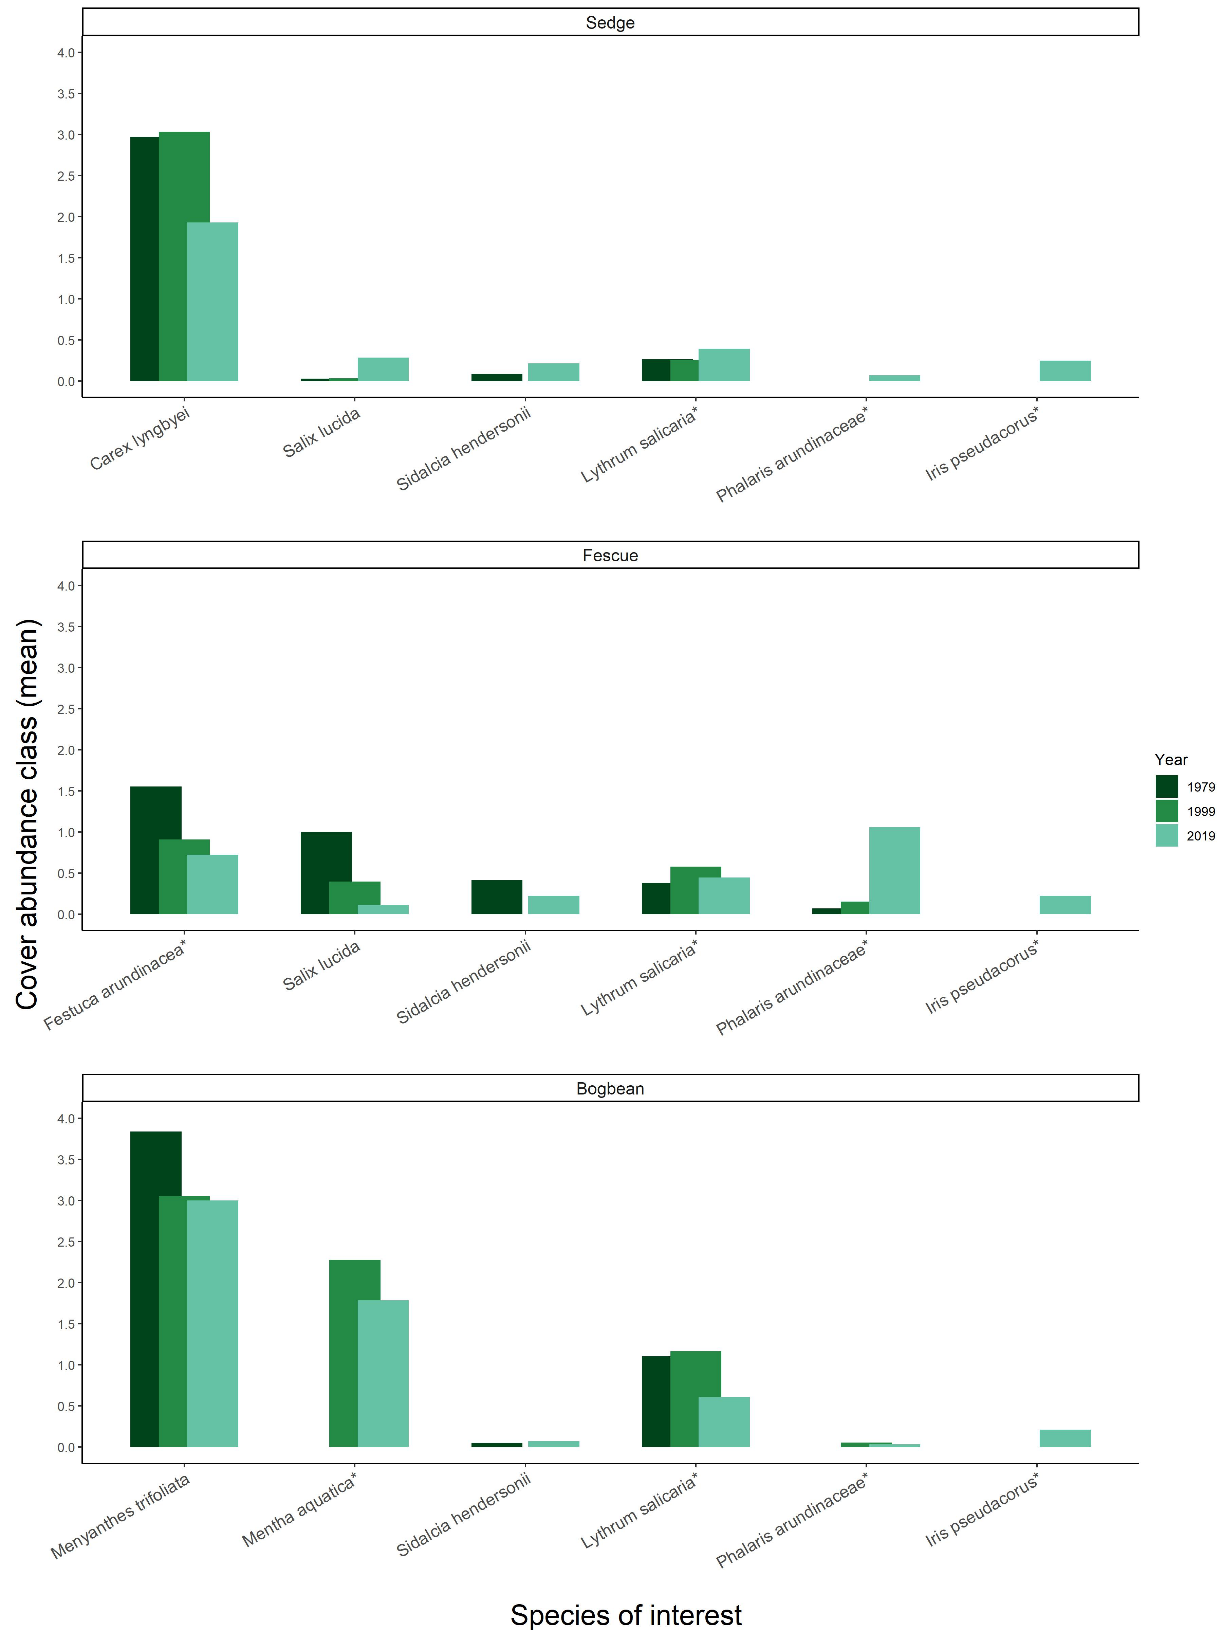 Sedge
4.0
3.5
3.0
2.5
2.0
1.5
1.0
0.5
0.0
Carex lyngbyei
Salix lucida
Sidalcia hendersonii
Lythrum salicaria*
Phalaris arundinaceae*
Iris pseudacorus*
Fescue
4.0
3.5
3.0
2.5
2.0
1.5
1.0
0.5
0.0
Festuca arundinacea*
Salix lucida
Sidalcia hendersonii
Lythrum salicaria*
Phalaris arundinaceae*
Iris pseudacorus*
Cover abundance class (mean)
Year
1979
1999
2019
Bogbean
4.0
3.5
3.0
2.5
2.0
1.5
1.0
0.5
0.0
Menyanthes trifoliata
Mentha aquatica*
Sidalcia hendersonii
Lythrum salicaria*
Phalaris arundinaceae*
Iris pseudacorus*
Species of interest